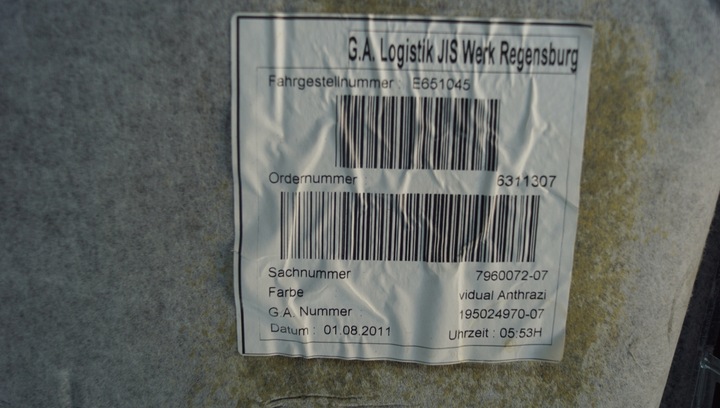 G.A. Logistik JIS Werk Regensburg
Fahrgestellnummer : E651045
Ordernummer : 6311307
Sachnummer 7960072-07
Farbe vidual Anthrazi
G.A. Nummer 195024970-07
Datum : 01.08.2011 Uhrzeit : 05:53H